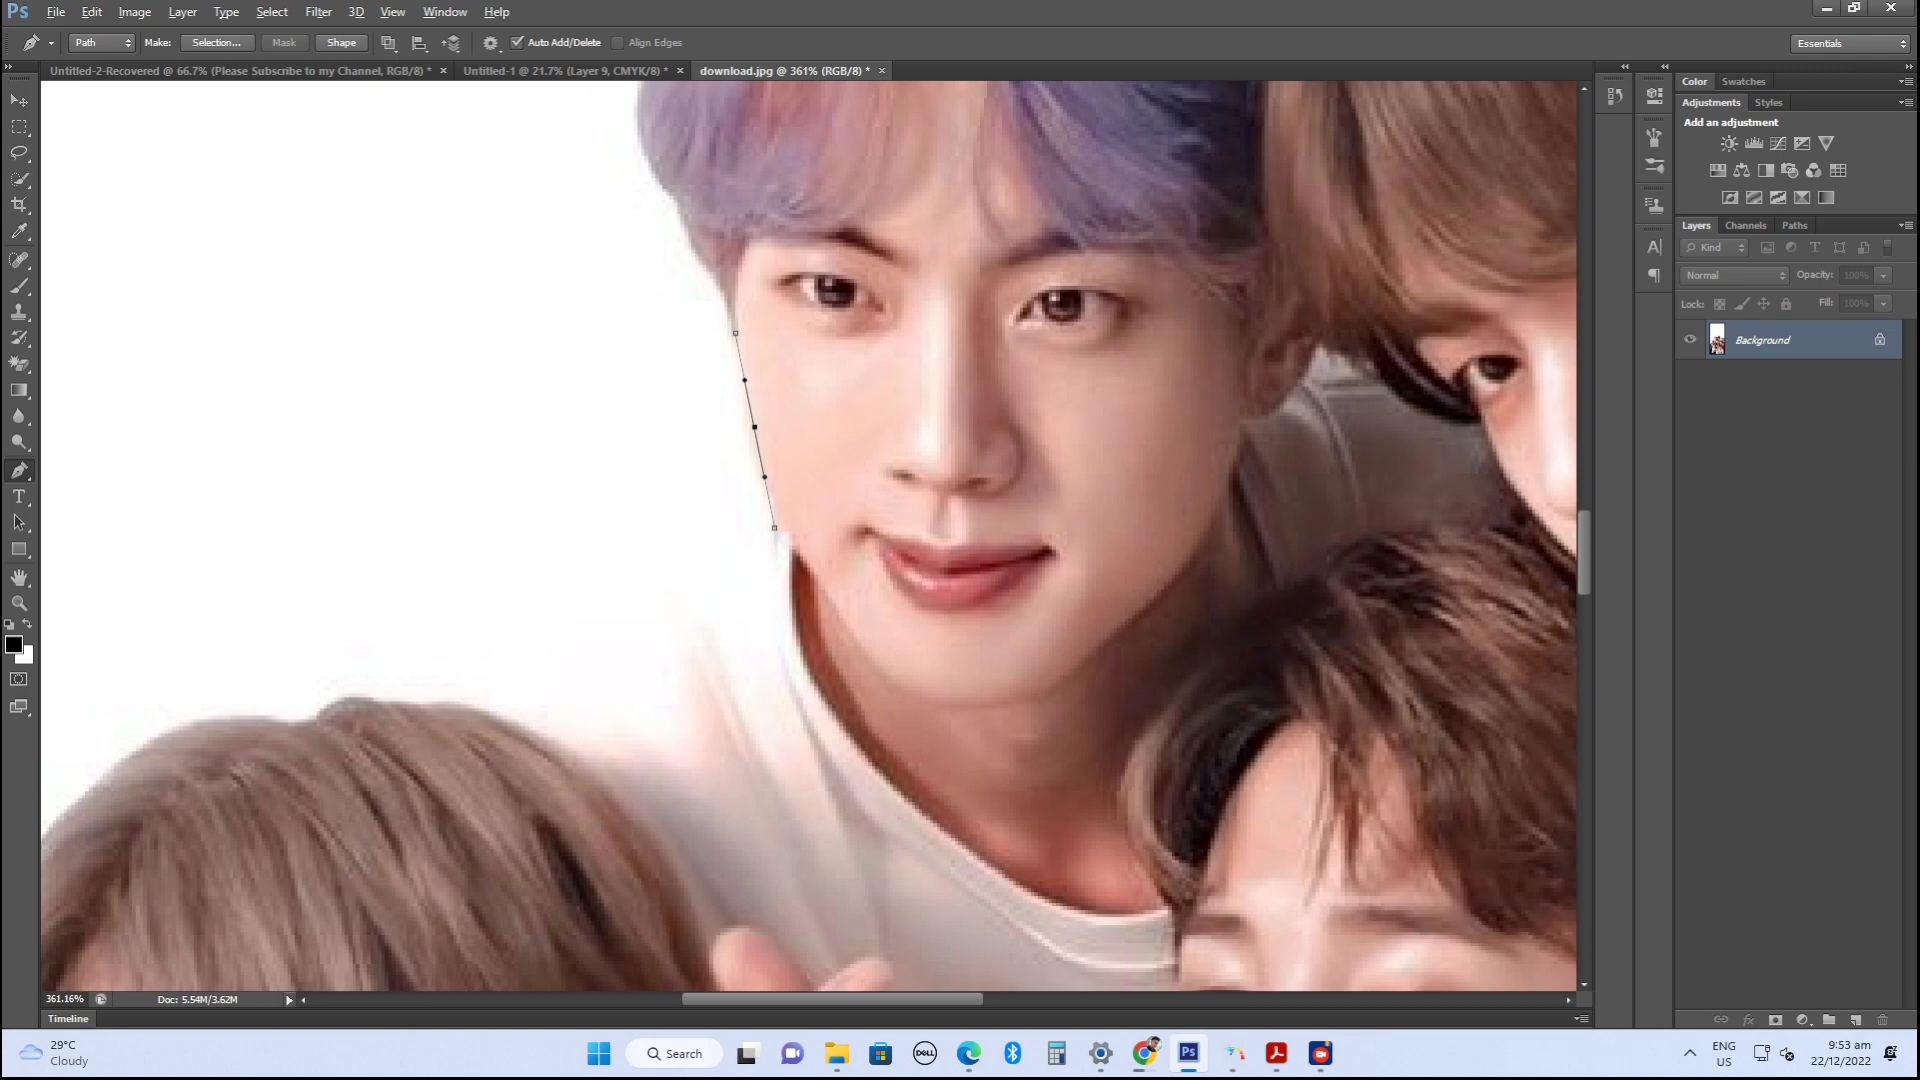 Ps File Edit Image Layer Type Select Filter 3D View Window Help
Path Make: Selection... Mask Shape Auto Add/Delete Align Edges Essentials
Untitled-2-Recovered @ 66.7% (Please Subscribe to my Channel, RGB/8) * × Untitled-1 @ 21.7% (Layer 9, CMYK/8) * × download.jpg @ 361% (RGB/8) * ×
Color Swatches
Adjustments Styles
Add an adjustment
Layers Channels Paths
Kind
Normal Opacity: 100%
Lock: Fill: 100%
Background
361.16% Doc: 5.54M/3.62M
Timeline
29°C
Cloudy
Search
DELL
Ps
ENG
US
9:53 am
22/12/2022